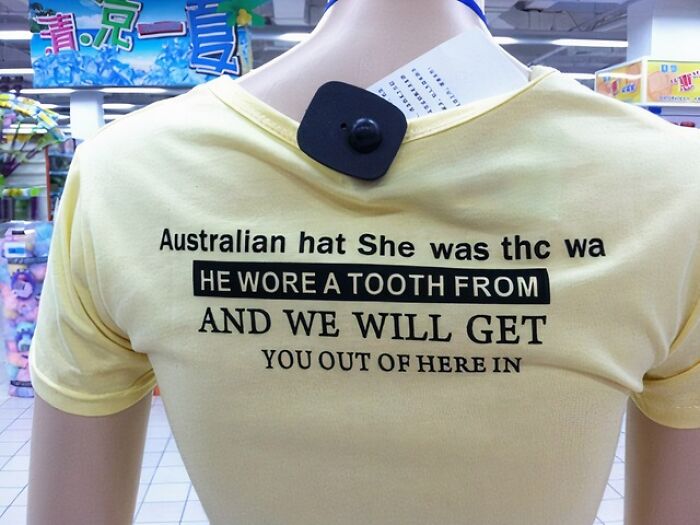 清.凉一夏
Australian hat She was thc wa
HE WORE A TOOTH FROM
AND WE WILL GET
YOU OUT OF HERE IN